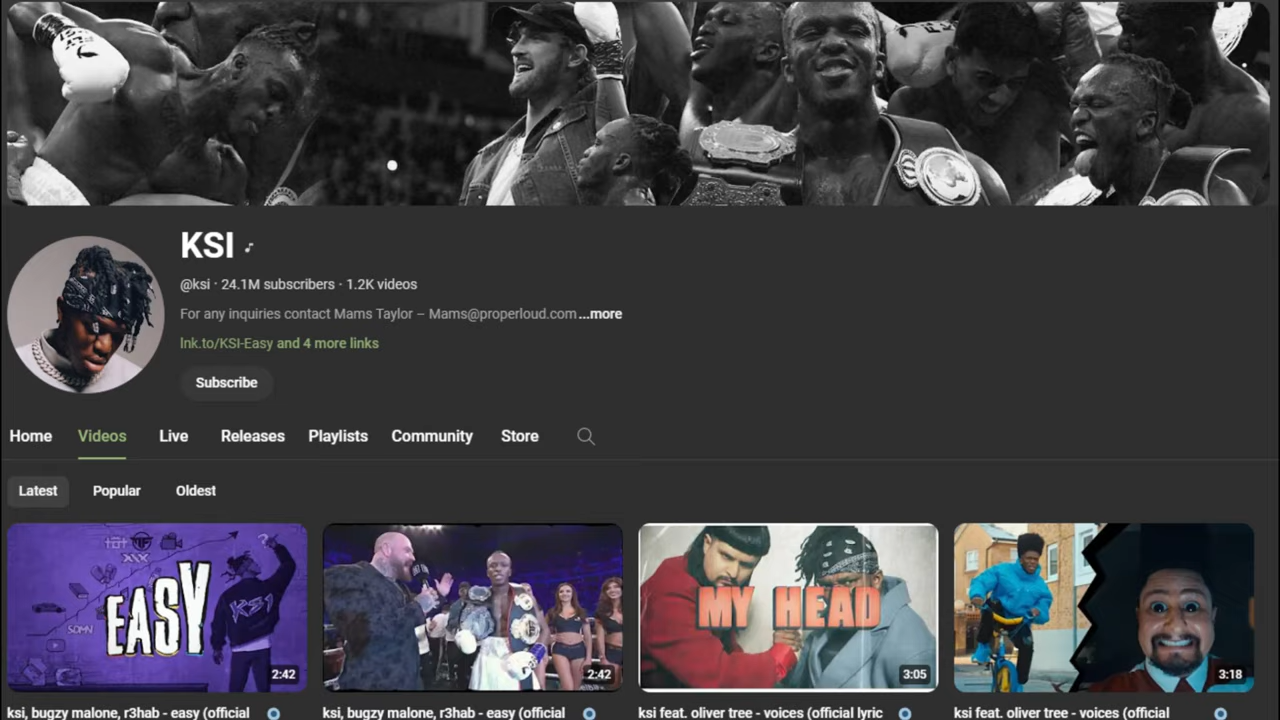 KSI
@ksi · 24.1M subscribers · 1.2K videos
For any inquiries contact Mams Taylor – Mams@properloud.com ...more
lnk.to/KSI-Easy and 4 more links
Subscribe
Home Videos Live Releases Playlists Community Store
Latest Popular Oldest
EASY
KSI
2:42
2:42
MY HEAD
3:05
3:18
ksi, bugzy malone, r3hab - easy (official
ksi, bugzy malone, r3hab - easy (official
ksi feat. oliver tree - voices (official lyric
ksi feat. oliver tree - voices (official